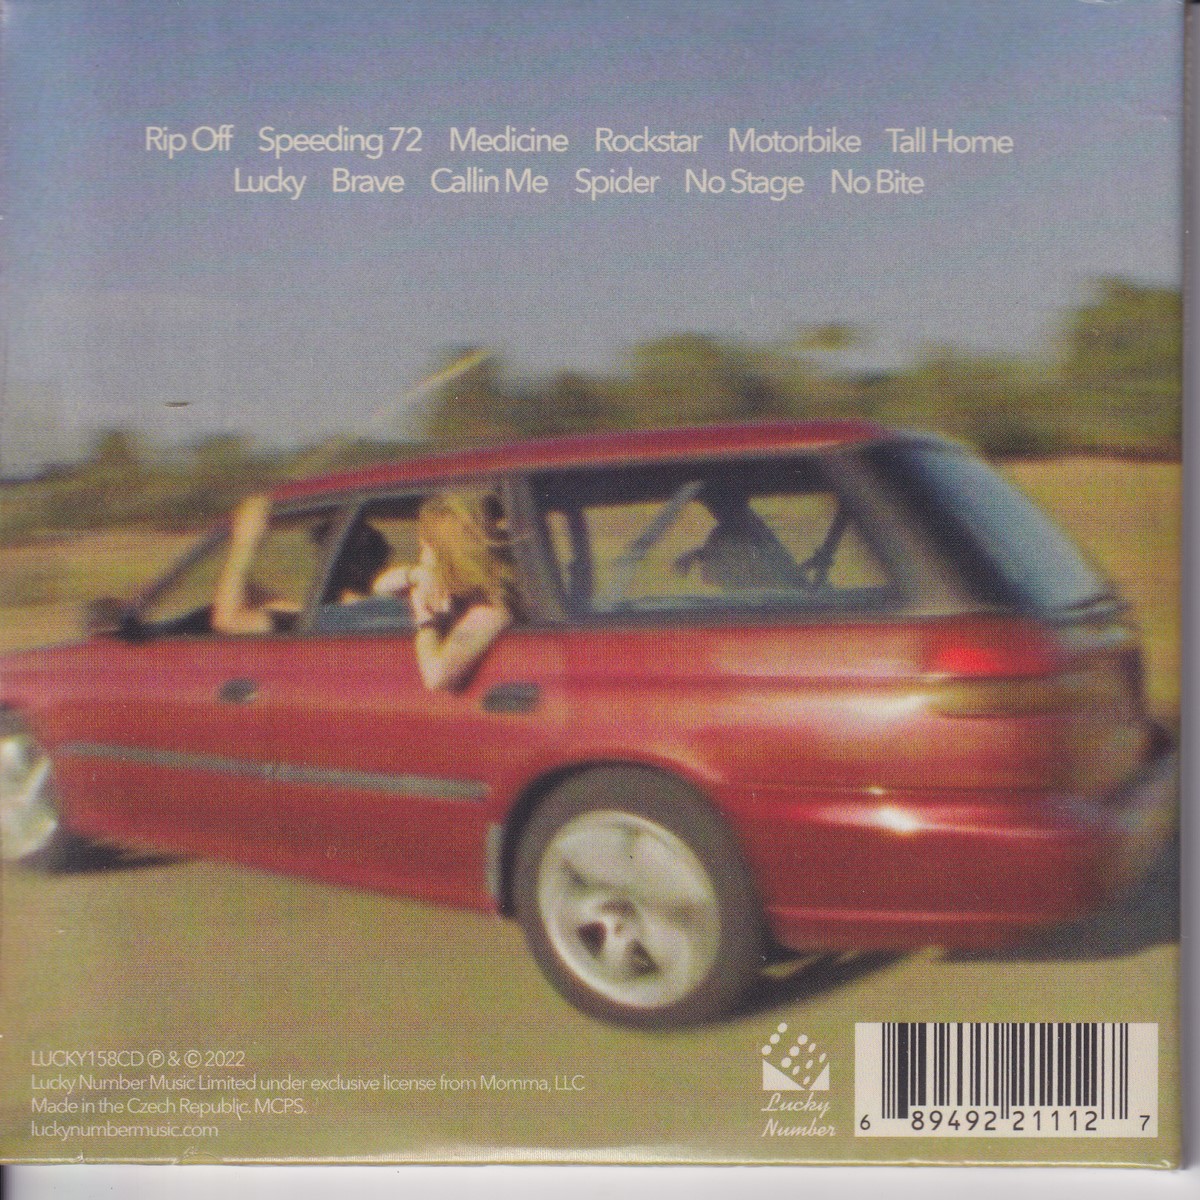 Rip Off Speeding 72 Medicine Rockstar Motorbike Tall Home
Lucky Brave Callin Me Spider No Stage No Bite
LUCKY158CD ℗ & © 2022
Lucky Number Music Limited under exclusive license from Momma, LLC
Made in the Czech Republic. MCPS.
luckynumbermusic.com
Lucky
Number
6 89492 21112 7